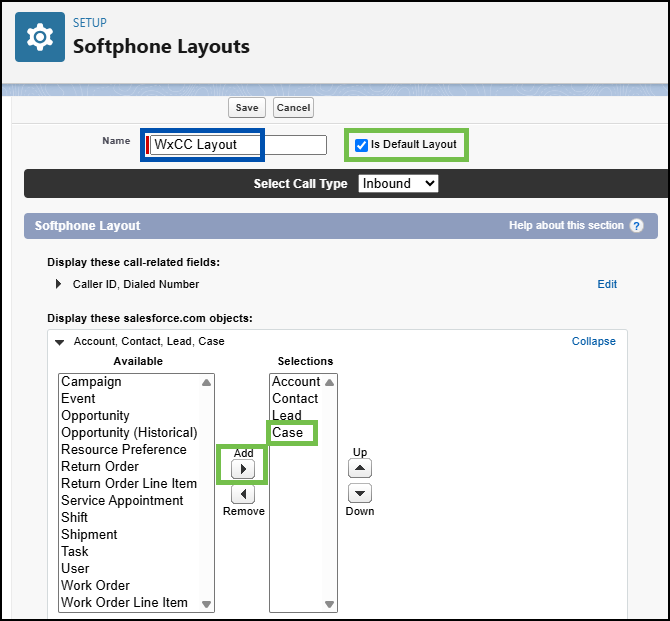 SETUP
Softphone Layouts
Save Cancel
Name WxCC Layout Is Default Layout
Select Call Type Inbound
Softphone Layout Help about this section ?
Display these call-related fields:
Caller ID, Dialed Number Edit
Display these salesforce.com objects:
Account, Contact, Lead, Case Collapse
Available Selections
Campaign Account
Event Contact
Opportunity Lead
Opportunity (Historical) Case
Resource Preference Add Up
Return Order
Return Order Line Item
Service Appointment Remove Down
Shift
Shipment
Task
User
Work Order
Work Order Line Item